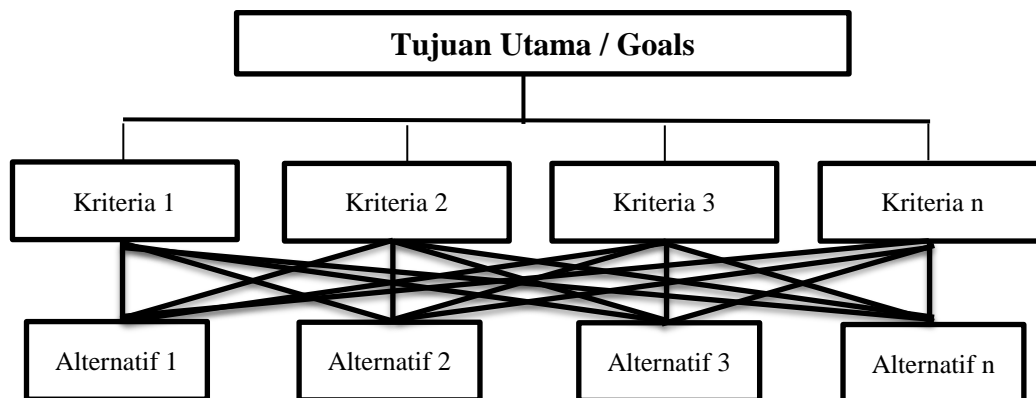 Tujuan Utama / Goals
Kriteria 1
Kriteria 2
Kriteria 3
Kriteria n
Alternatif 1
Alternatif 2
Alternatif 3
Alternatif n